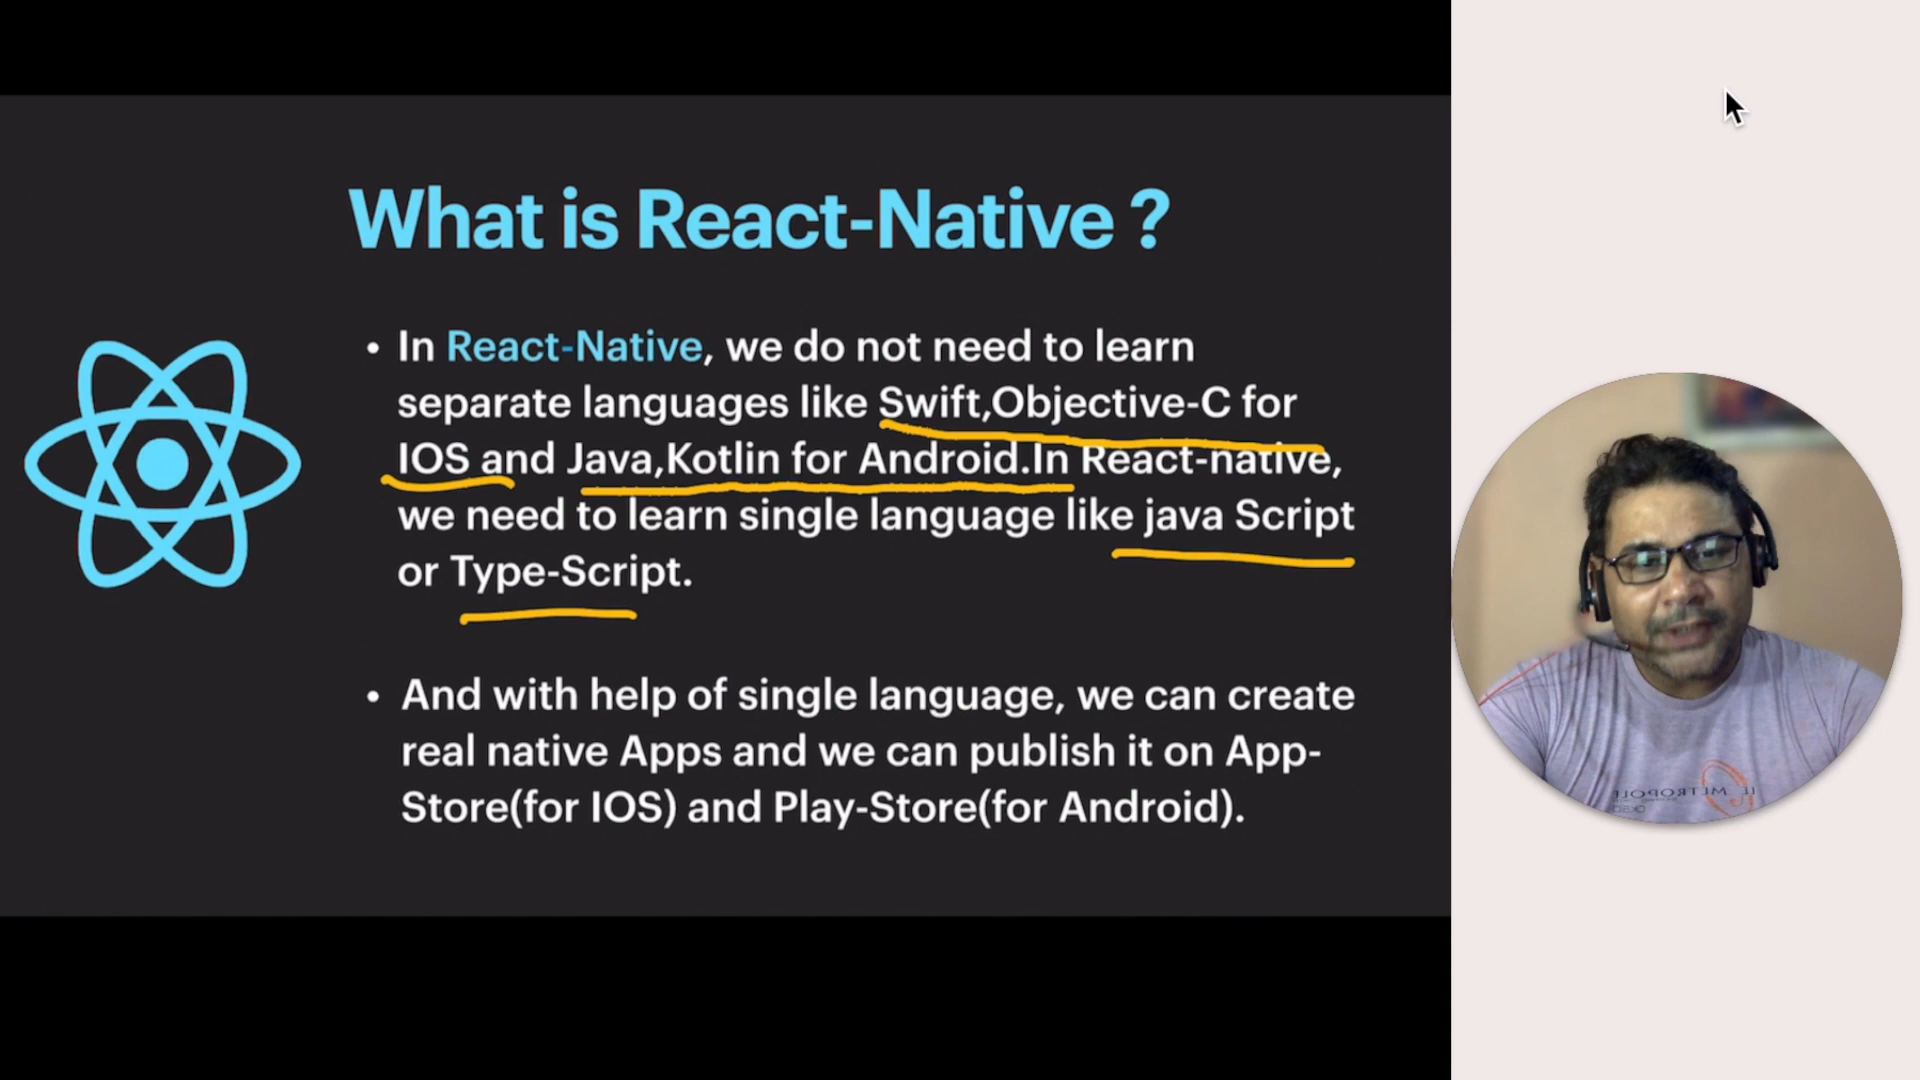 What is React-Native ?
• In React-Native, we do not need to learn
separate languages like Swift,Objective-C for
IOS and Java,Kotlin for Android.In React-native,
we need to learn single language like java Script
or Type-Script.
• And with help of single language, we can create
real native Apps and we can publish it on App-
Store(for IOS) and Play-Store(for Android).
IL METROPOLE